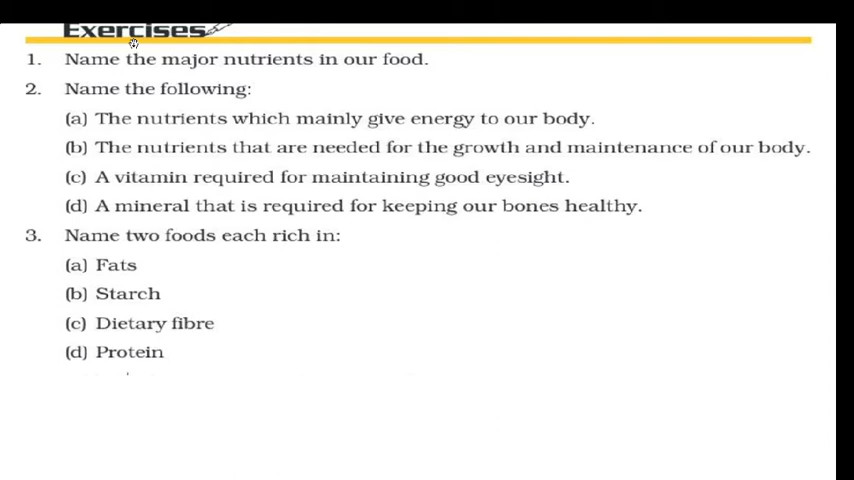 Exercises
1. Name the major nutrients in our food.
2. Name the following:
(a) The nutrients which mainly give energy to our body.
(b) The nutrients that are needed for the growth and maintenance of our body.
(c) A vitamin required for maintaining good eyesight.
(d) A mineral that is required for keeping our bones healthy.
3. Name two foods each rich in:
(a) Fats
(b) Starch
(c) Dietary fibre
(d) Protein